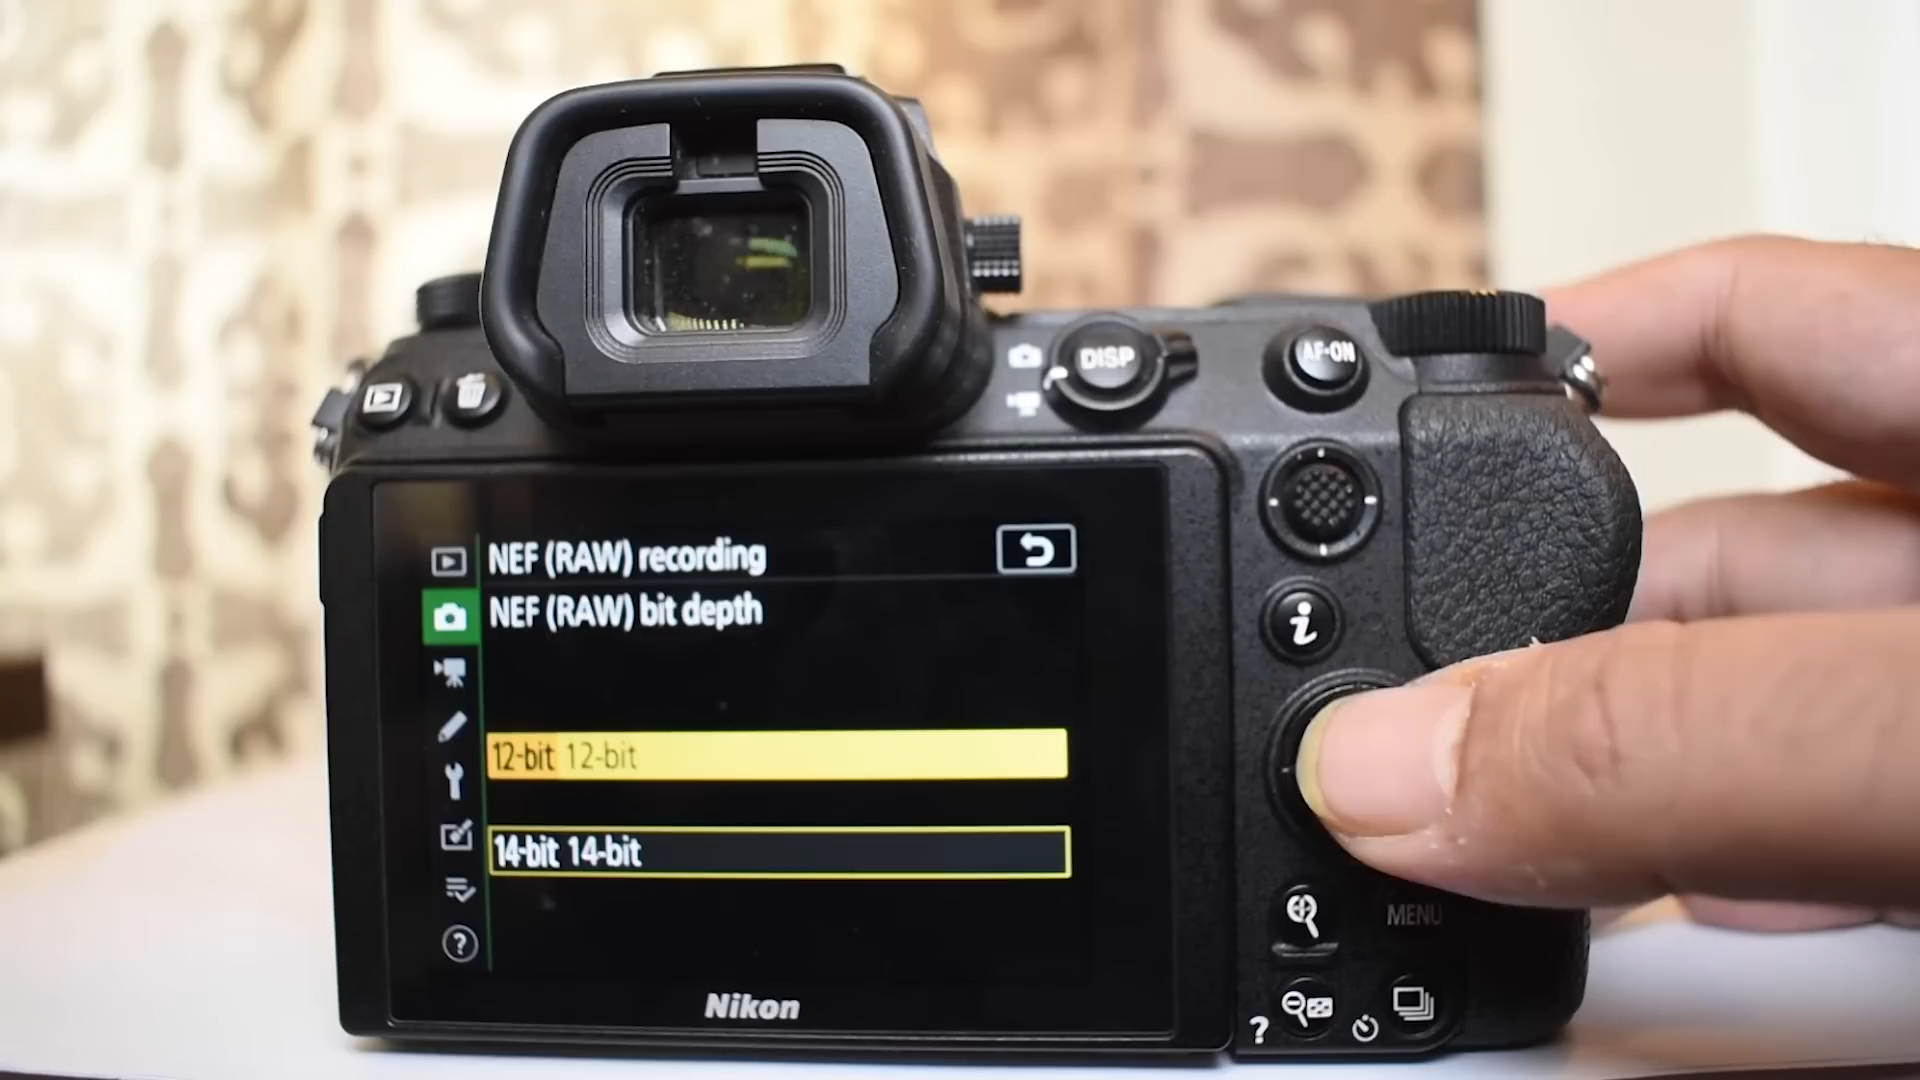 DISP
AF-ON
NEF (RAW) recording
NEF (RAW) bit depth
i
12-bit 12-bit
14-bit 14-bit
?
MENU
Nikon
?